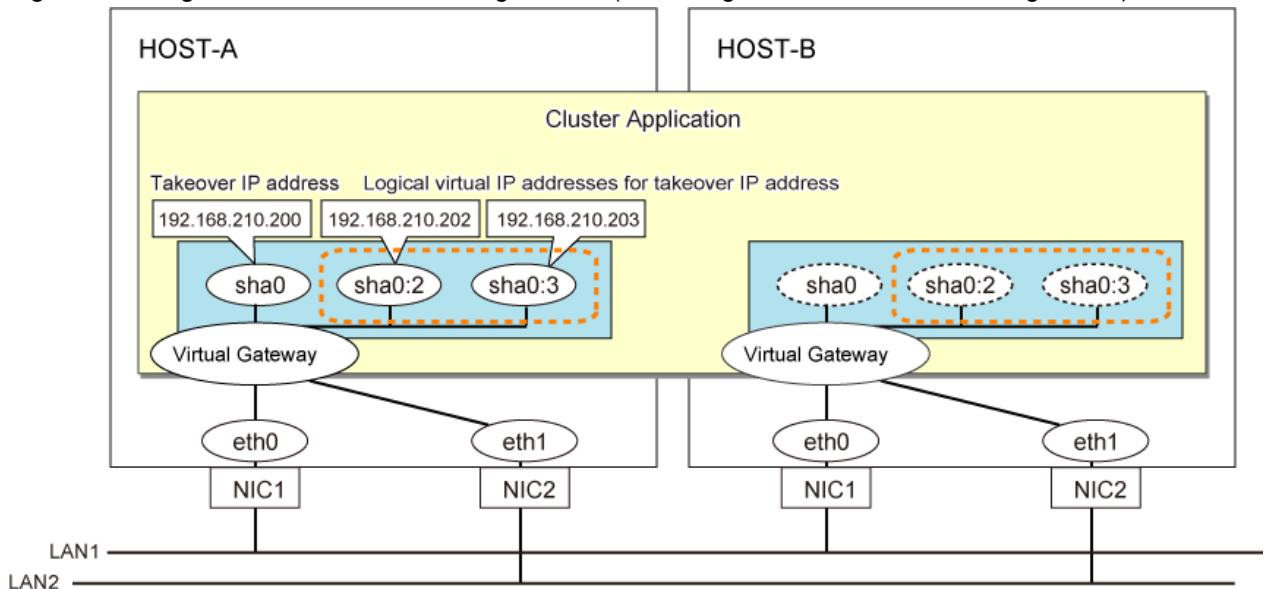 HOST-A
HOST-B
Cluster Application
Takeover IP address
Logical virtual IP addresses for takeover IP address
192.168.210.200
192.168.210.202
192.168.210.203
sha0
sha0:2
sha0:3
sha0
sha0:2
sha0:3
Virtual Gateway
Virtual Gateway
eth0
eth1
eth0
eth1
NIC1
NIC2
NIC1
NIC2
LAN1
LAN2